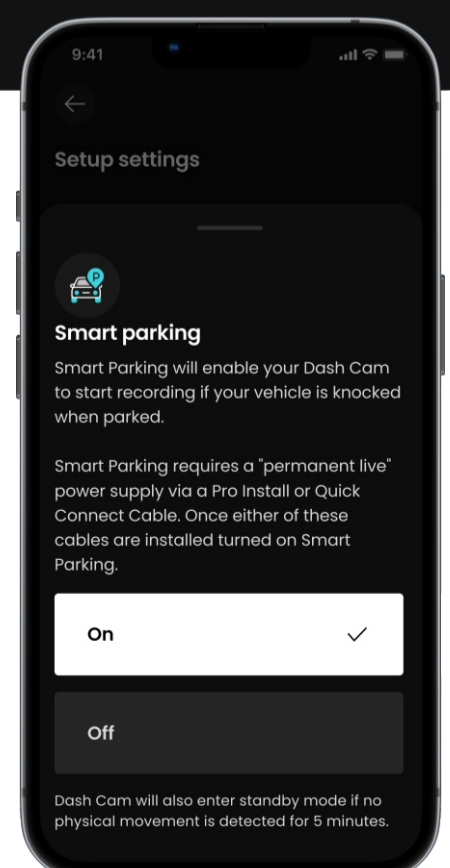 9:41
Setup settings
P
Smart parking
Smart Parking will enable your Dash Cam
to start recording if your vehicle is knocked
when parked.
Smart Parking requires a "permanent live"
power supply via a Pro Install or Quick
Connect Cable. Once either of these
cables are installed turned on Smart
Parking.
On
Off
Dash Cam will also enter standby mode if no
physical movement is detected for 5 minutes.